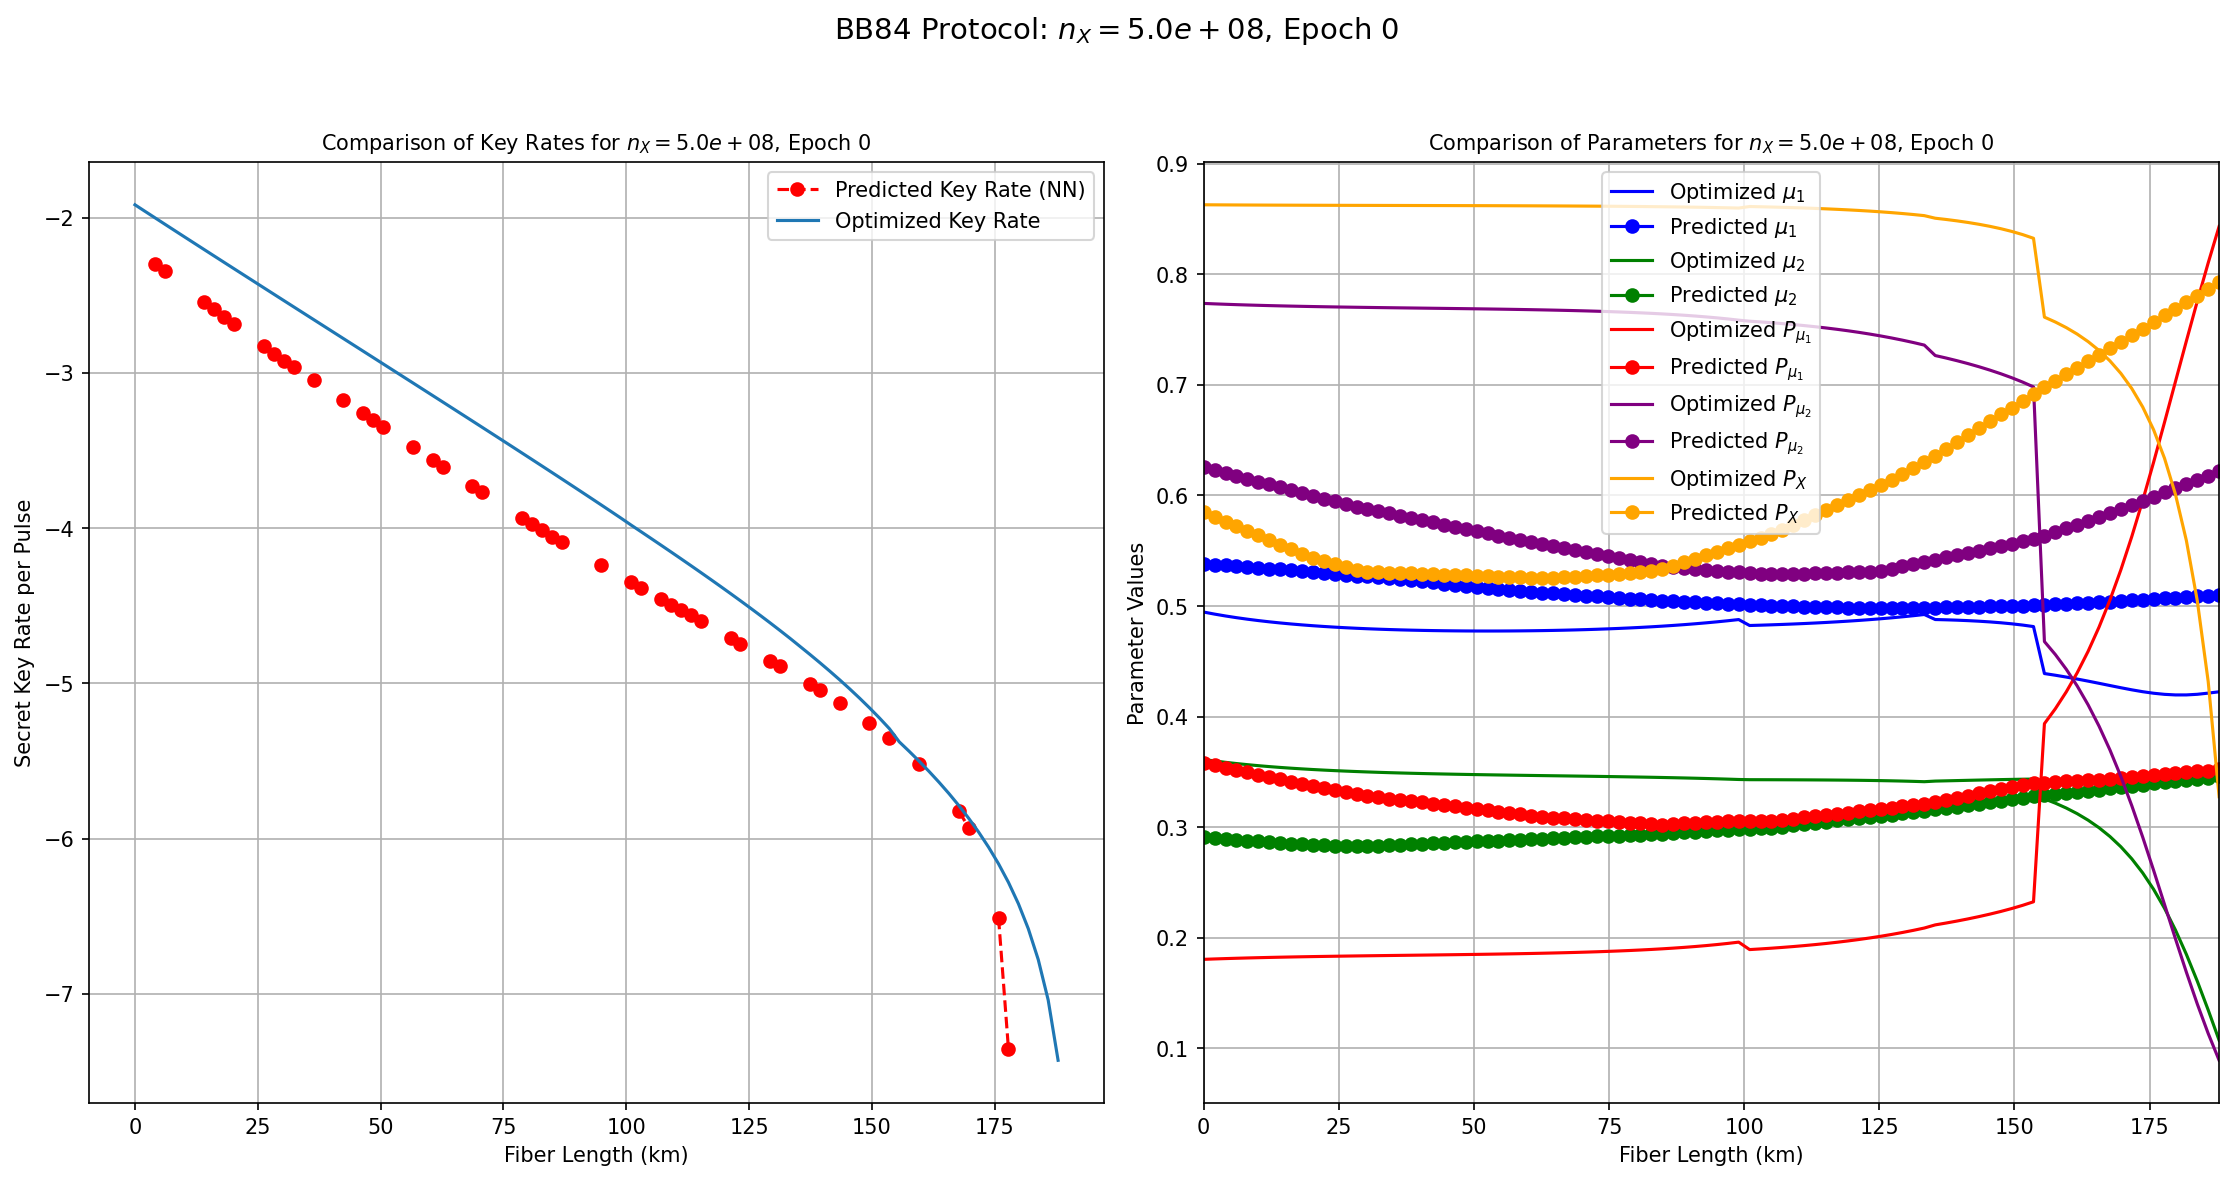 BB84 Protocol: $n_X = 5.0e + 08$, Epoch 0
Comparison of Key Rates for $n_X = 5.0e + 08$, Epoch 0
Predicted Key Rate (NN)
Optimized Key Rate
Secret Key Rate per Pulse
−2
−3
−4
−5
−6
−7
0 25 50 75 100 125 150 175
Fiber Length (km)
Comparison of Parameters for $n_X = 5.0e + 08$, Epoch 0
Optimized $\mu_1$
Predicted $\mu_1$
Optimized $\mu_2$
Predicted $\mu_2$
Optimized $P_{\mu_1}$
Predicted $P_{\mu_1}$
Optimized $P_{\mu_2}$
Predicted $P_{\mu_2}$
Optimized $P_X$
Predicted $P_X$
Parameter Values
0.9
0.8
0.7
0.6
0.5
0.4
0.3
0.2
0.1
0 25 50 75 100 125 150 175
Fiber Length (km)